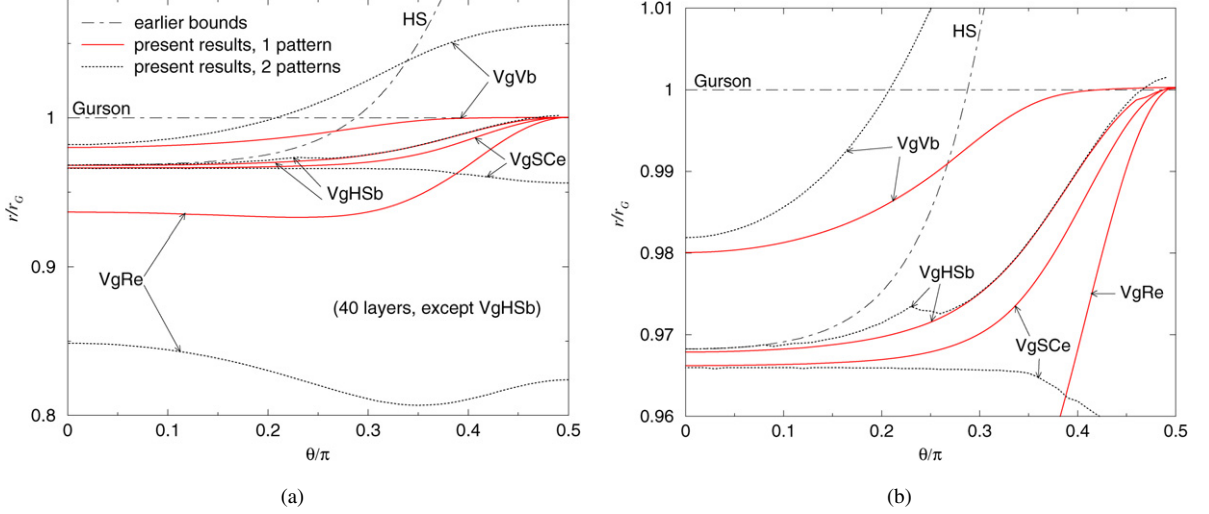 HS
earlier bounds
present results, 1 pattern
present results, 2 patterns
VgVb
Gurson
1
VgSCe
VgHSb
r/rG
VgRe
0.9
(40 layers, except VgHSb)
0.8
0 0.1 0.2 0.3 0.4 0.5
θ/π
(a)
1.01
HS
Gurson
1
0.99
VgVb
r/rG
0.98
VgHSb
VgRe
0.97
VgSCe
0.96
0 0.1 0.2 0.3 0.4 0.5
θ/π
(b)